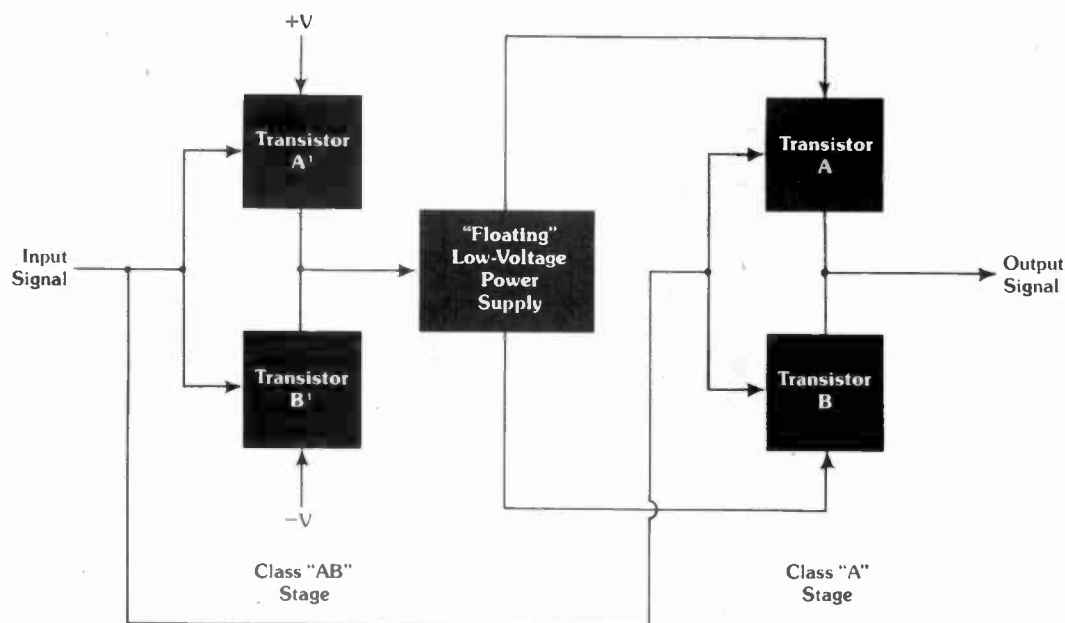 +V
Transistor
A'
Transistor
A
"Floating"
Low-Voltage
Power
Supply
Input
Signal
Output
Signal
Transistor
B'
Transistor
B
−V
Class "AB"
Stage
Class "A"
Stage